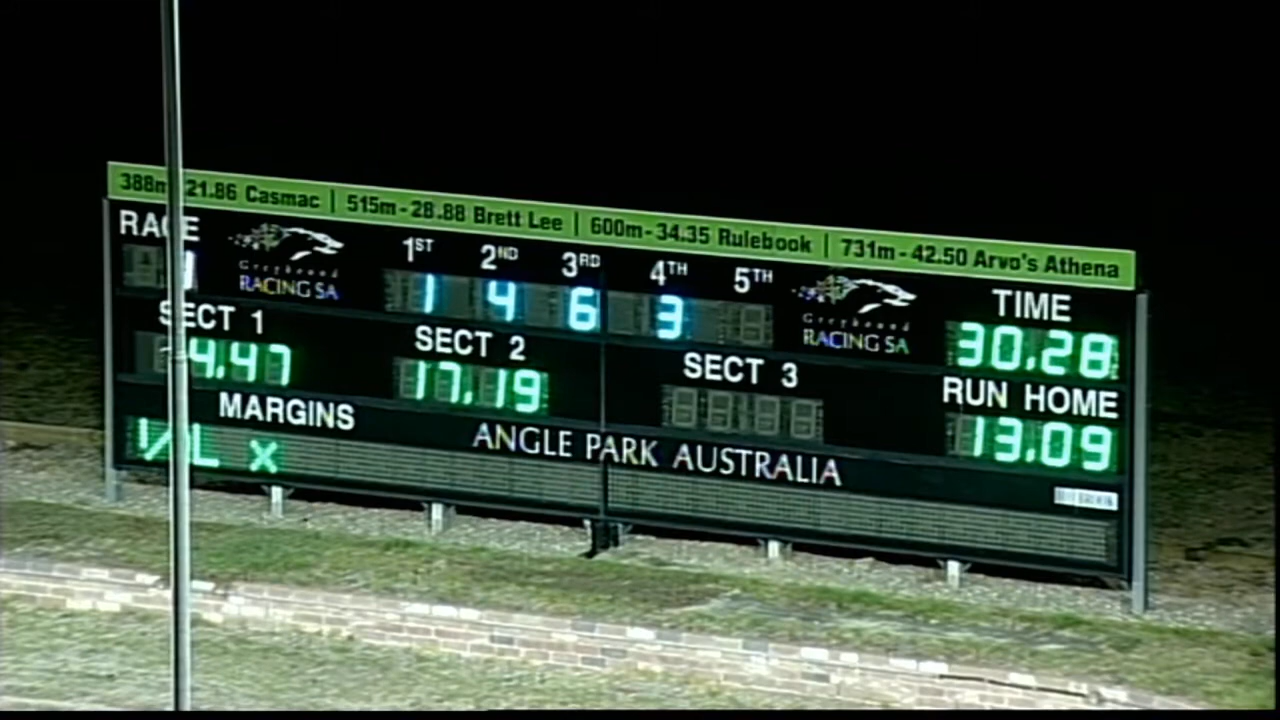 388m-21.86 Casmac | 515m-28.88 Brett Lee | 600m-34.35 Rulebook | 731m-42.50 Arvo's Athena
RACE 1ST 2ND 3RD 4TH 5TH TIME
Greyhound RACING SA
1 4 6 3
Greyhound RACING SA
30.28
SECT 1 SECT 2 SECT 3 RUN HOME
4.47 17.19 13.09
MARGINS ANGLE PARK AUSTRALIA
L x